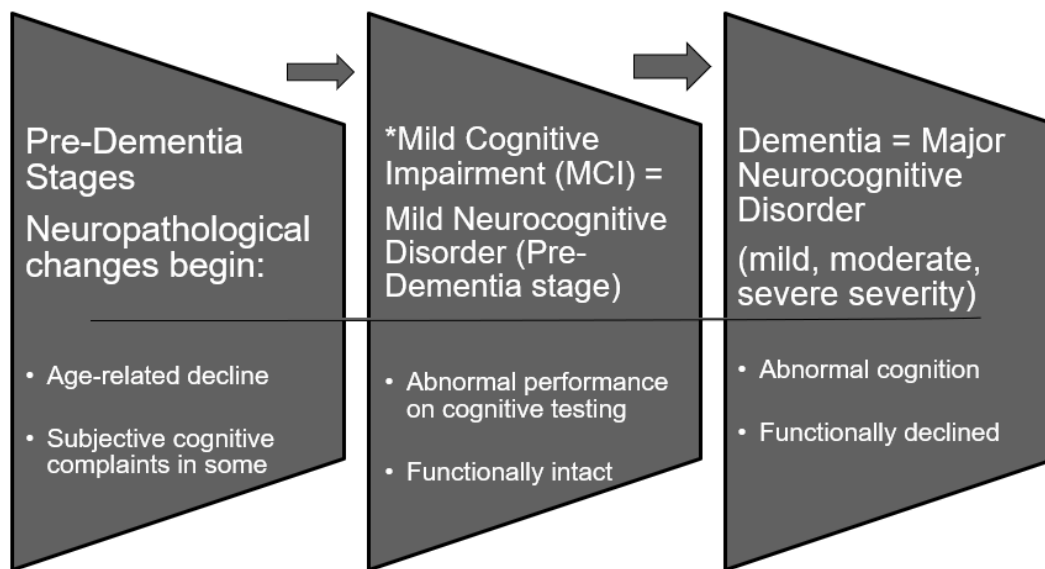 Pre-Dementia
Stages
Neuropathological
changes begin:
• Age-related decline
• Subjective cognitive
complaints in some
*Mild Cognitive
Impairment (MCI) =
Mild Neurocognitive
Disorder (Pre-
Dementia stage)
• Abnormal performance
on cognitive testing
• Functionally intact
Dementia = Major
Neurocognitive
Disorder
(mild, moderate,
severe severity)
• Abnormal cognition
• Functionally declined